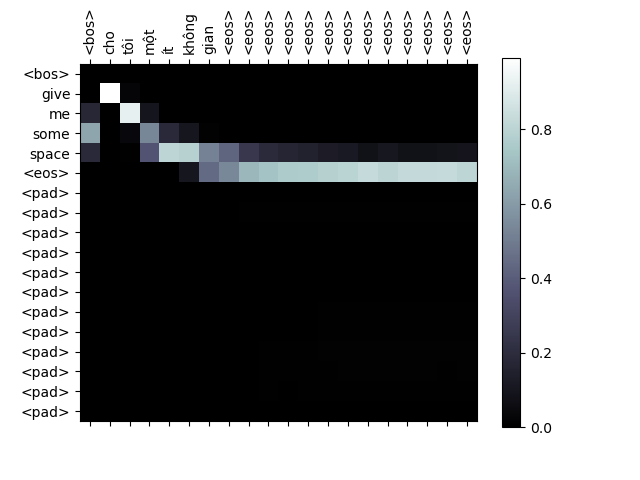 <bos> cho tôi một ít không gian <eos> <eos> <eos> <eos> <eos> <eos> <eos> <eos> <eos> <eos> <eos> <eos> <eos>
<bos>
give
me
some
space
<eos>
<pad>
<pad>
<pad>
<pad>
<pad>
<pad>
<pad>
<pad>
<pad>
<pad>
<pad>
<pad>
0.8
0.6
0.4
0.2
0.0